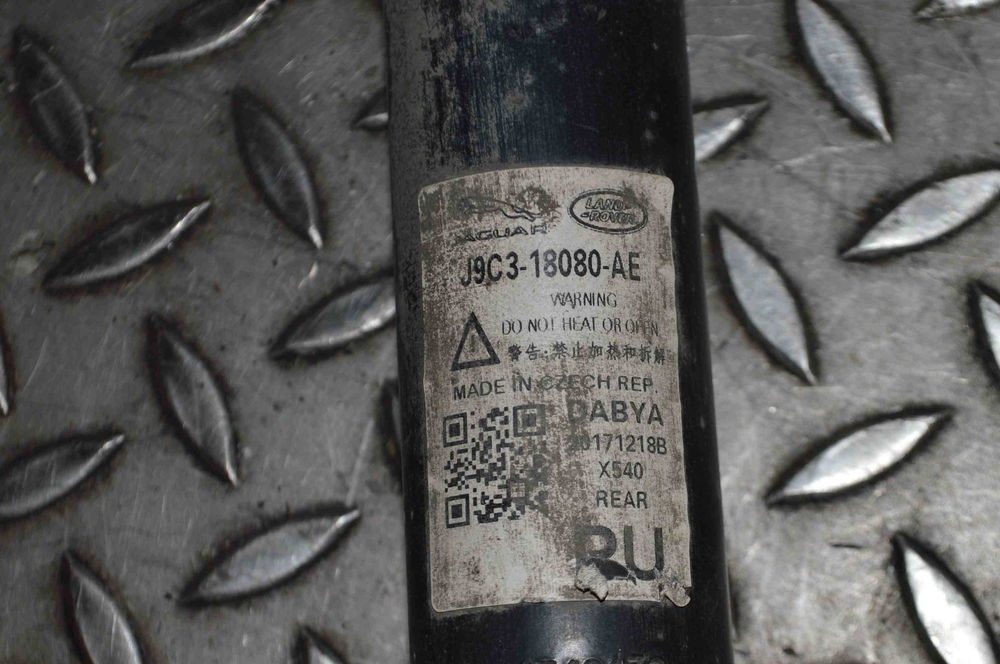 JAGUAR
LAND-
-ROVER
J9C3-18080-AE
WARNING
DO NOT HEAT OR OPEN
警告:禁止加热和拆解
MADE IN CZECH REP.
DABYA
20171218B
X540
REAR
RU